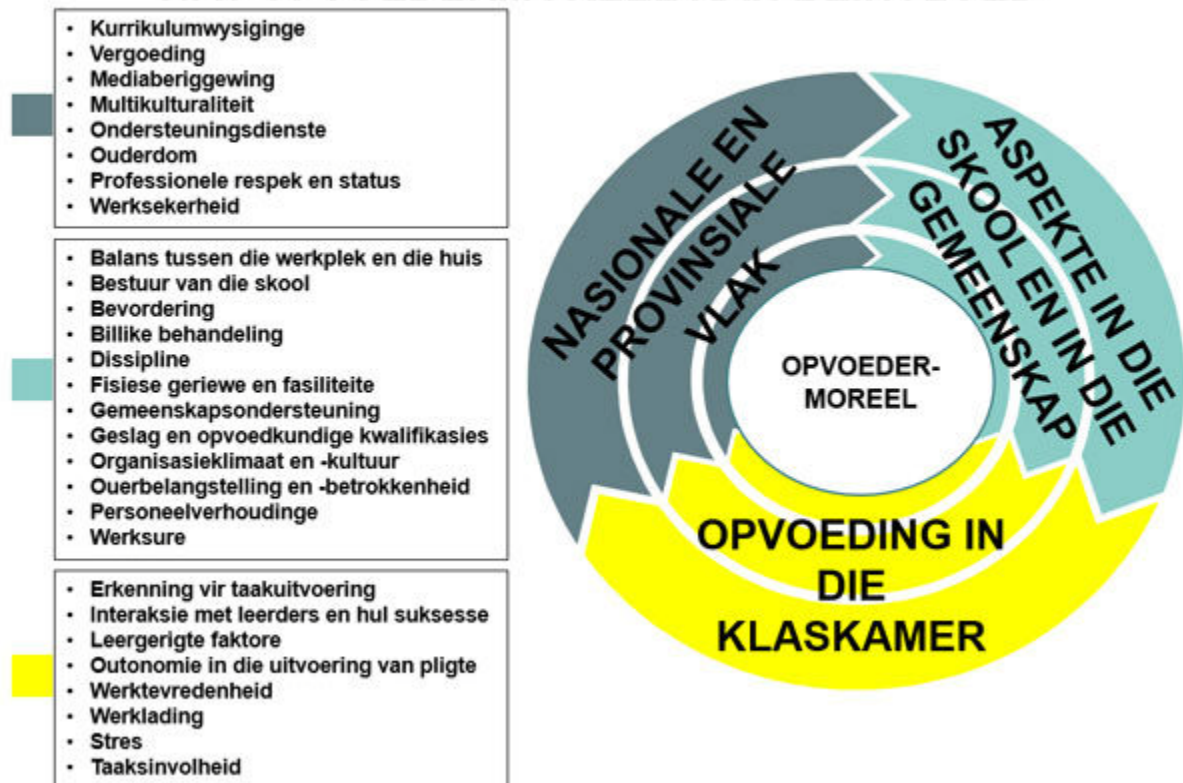 • Kurrikulumwysiginge
• Vergoeding
• Mediaberiggewing
• Multikulturaliteit
• Ondersteuningsdienste
• Ouderdom
• Professionele respek en status
• Werksekerheid
• Balans tussen die werkplek en die huis
• Bestuur van die skool
• Bevordering
• Billike behandeling
• Dissipline
• Fisiese geriewe en fasiliteite
• Gemeenskapsondersteuning
• Geslag en opvoedkundige kwalifikasies
• Organisasieklimaat en -kultuur
• Ouerbelangstelling en -betrokkenheid
• Personeelverhoudinge
• Werksure
• Erkenning vir taakuitvoering
• Interaksie met leerders en hul suksesse
• Leergerigte faktore
• Outonomie in die uitvoering van pligte
• Werktevredenheid
• Werklading
• Stres
• Taaksinvolheid
NASIONALE EN
PROVINSIALE
VLAK
ASPEKTE IN DIE
SKOOL EN IN DIE
GEMEENSKAP
OPVOEDER-
MOREEL
OPVOEDING IN
DIE
KLASKAMER